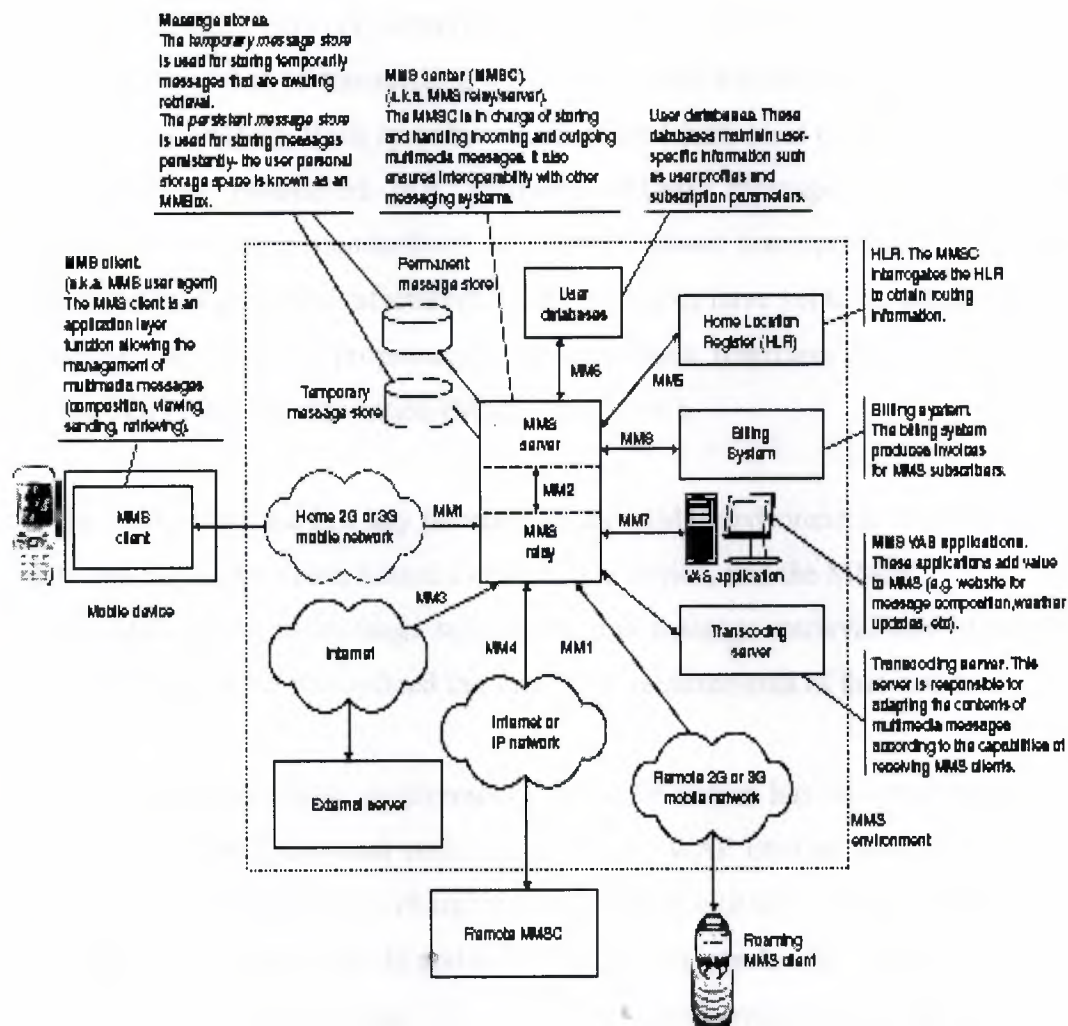 Message stores.
The temporary message store
is used for storing temporarily
messages that are awaiting
retrieval.
The persistent message store
is used for storing messages
persistently- the user personal
storage space is known as an
MMBox.
MMS center (MMSC).
(a.k.a. MMS relay/server).
The MMSC is in charge of storing
and handling incoming and outgoing
multimedia messages. It also
ensures interoperability with other
messaging systems.
User databases. These
databases maintain user-
specific information such
as user profiles and
subscription parameters.
MMS client.
(a.k.a. MMS user agent)
The MMS client is an
application layer
function allowing the
management of
multimedia messages
(composition, viewing,
sending, retrieving).
HLR. The MMSC
interrogates the HLR
to obtain routing
information.
Permanent
message store
User
databases
Home Location
Register (HLR)
MM6
MM5
Temporary
message store
MMS
server
MM8
Billing
System
Billing system.
The billing system
produces invoices
for MMS subscribers.
MM2
MMS
client
Home 2G or 3G
mobile network
MM1
MMS
relay
MM7
VAS application
MMS VAS applications.
These applications add value
to MMS (e.g. website for
message composition,weather
updates, etc).
Mobile device
MM3
Internet
MM4
MM1
Transcoding
server
Transcoding server. This
server is responsible for
adapting the contents of
multimedia messages
according to the capabilities of
receiving MMS clients.
Internet or
IP network
Remote 2G or 3G
mobile network
External server
MMS
environment
Remote MMSC
Roaming
MMS client